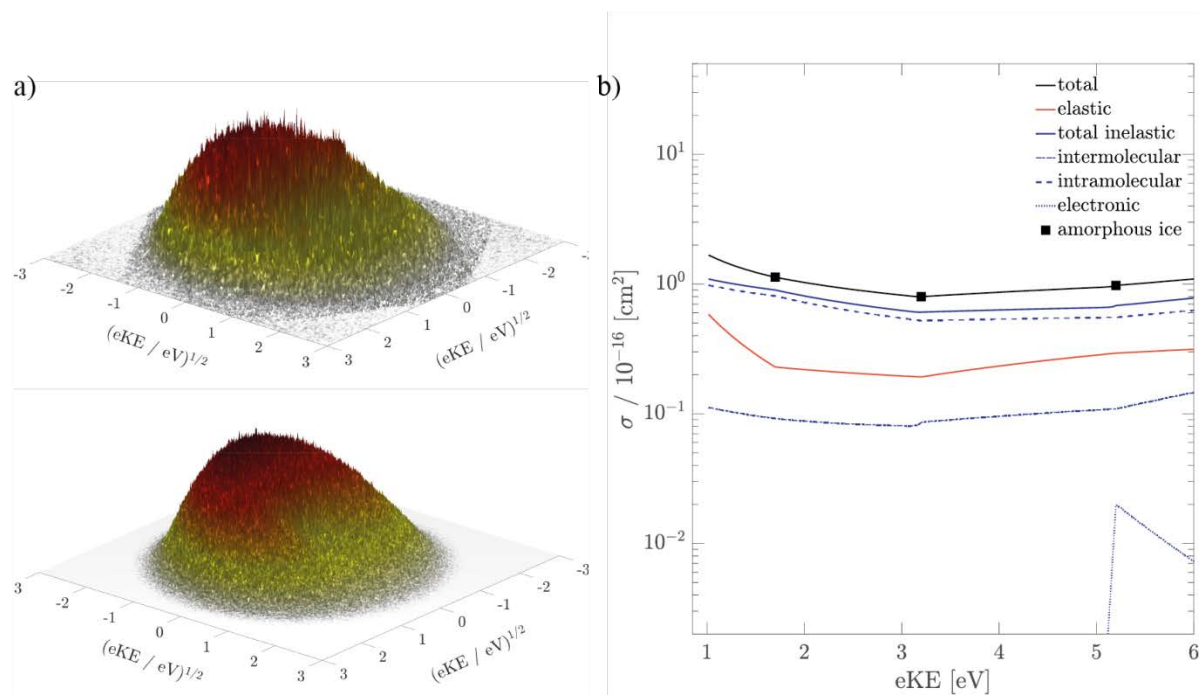 a)
-3
-2
-1
0
1
2
3
(eKE / eV)^{1/2}
3
2
1
0
-1
-2
(eKE / eV)^{1/2}
3
-2
-1
0
1
2
3
(eKE / eV)^{1/2}
3
2
1
0
-1
-2
-3
(eKE / eV)^{1/2}
b)
total
elastic
total inelastic
intermolecular
intramolecular
electronic
amorphous ice
10^1
10^0
10^{-1}
10^{-2}
σ / 10^{-16} [cm^2]
1
2
3
4
5
6
eKE [eV]